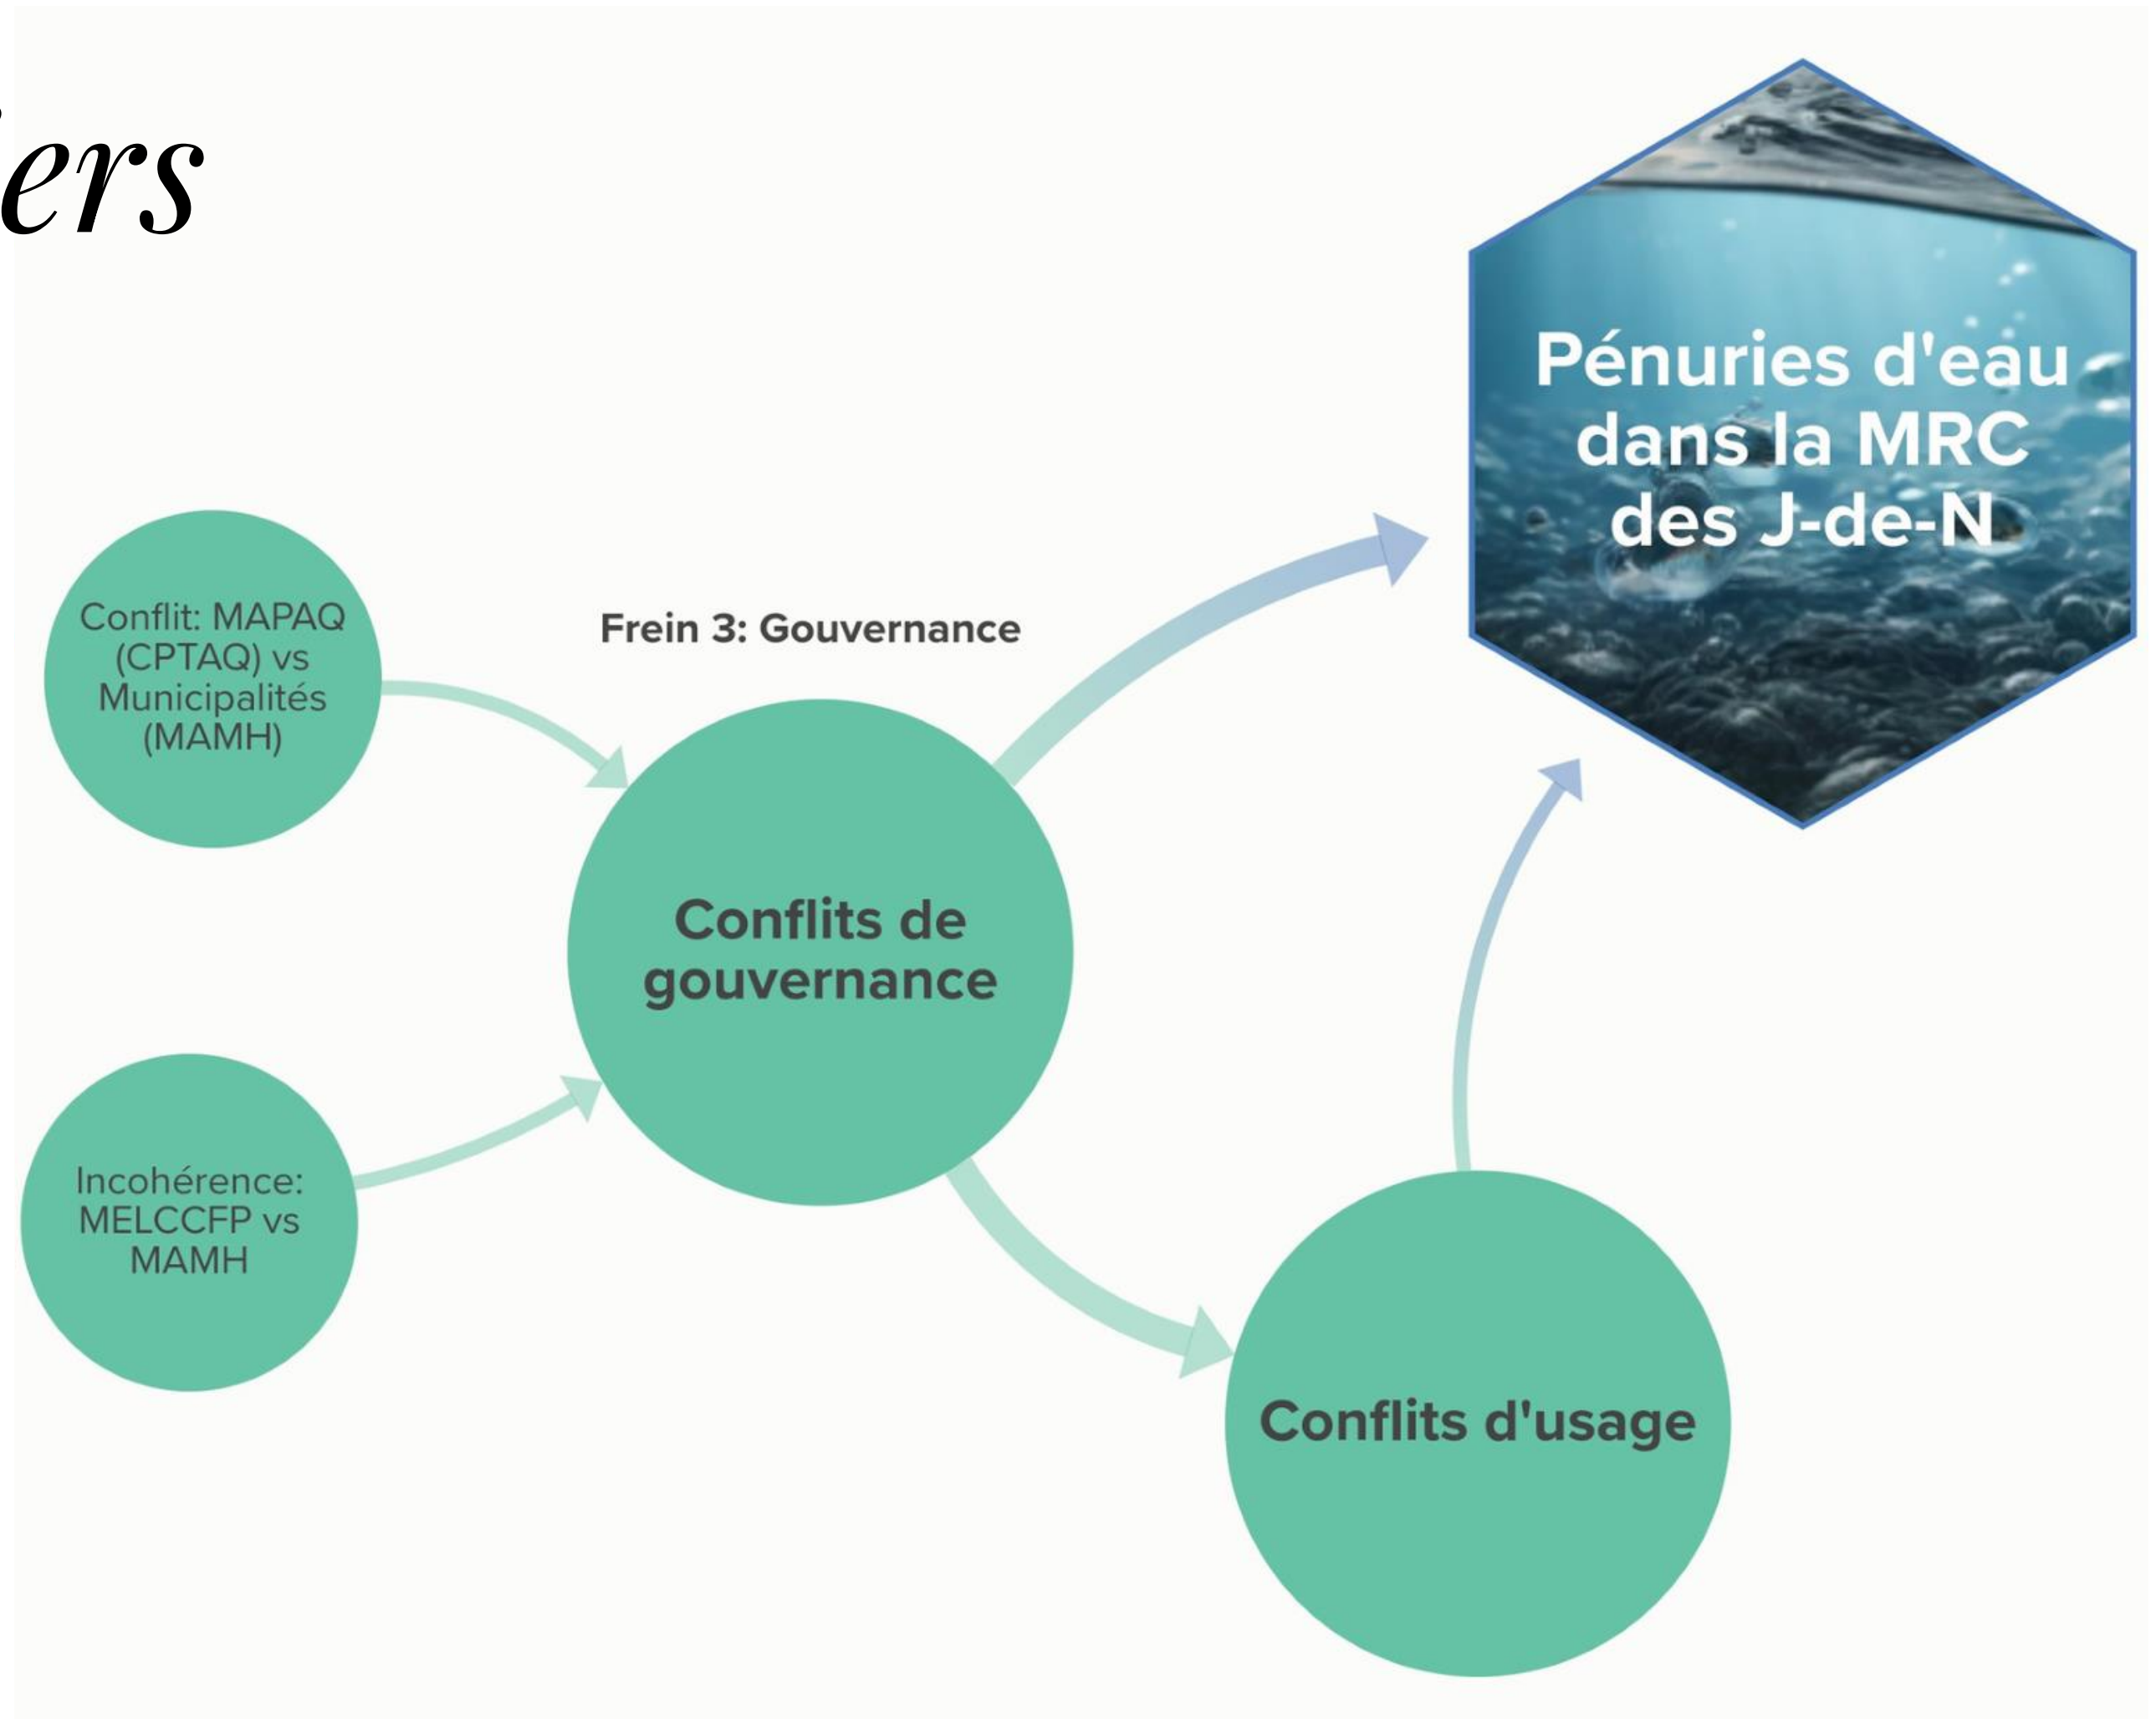 ers
Pénuries d'eau
dans la MRC
des J-de-N
Conflit: MAPAQ
(CPTAQ) vs
Municipalités
(MAMH)
Frein 3: Gouvernance
Conflits de
gouvernance
Incohérence:
MELCCFP vs
MAMH
Conflits d'usage